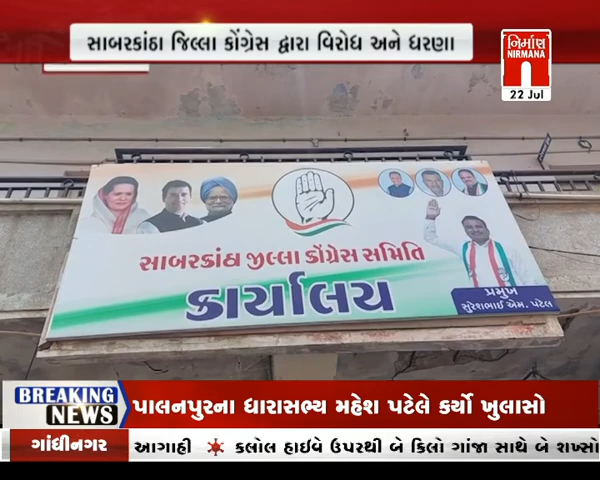 સાબરકાંઠા જિલ્લા કોંગ્રેસ દ્વારા વિરોધ અને ધરણા
નિર્માણ
NIRMANA
22 Jul
સાબરકાંઠા જીલ્લા કોંગ્રેસ સમિતિ
કાર્યાલય
પ્રમુખ
સુરેશભાઈ એમ. પટેલ
BREAKING NEWS
પાલનપુરના ધારાસભ્ય મહેશ પટેલે કર્યો ખુલાસો
ગાંધીનગર
આગાહી કલોલ હાઇવે ઉપરથી બે કિલો ગાંજા સાથે બે શખ્સો